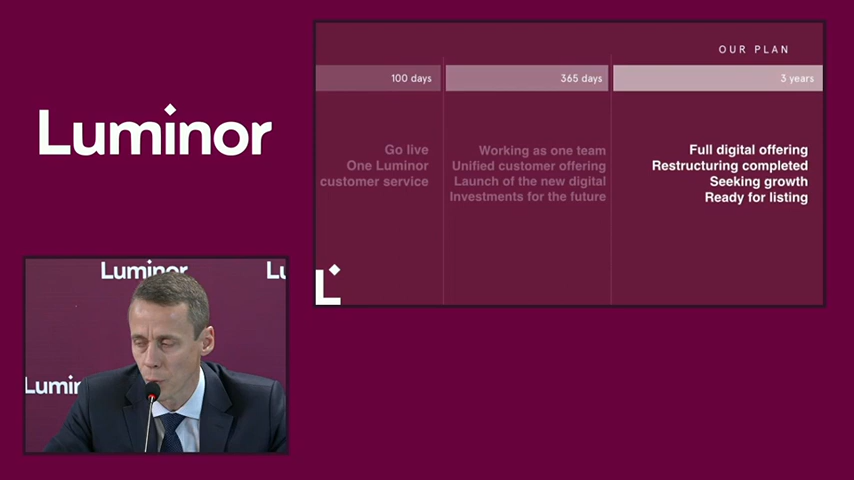 Luminor
OUR PLAN
100 days
365 days
3 years
Go live
One Luminor
customer service
Working as one team
Unified customer offering
Launch of the new digital
Investments for the future
Full digital offering
Restructuring completed
Seeking growth
Ready for listing
L
Luminor
Lu
Lumin